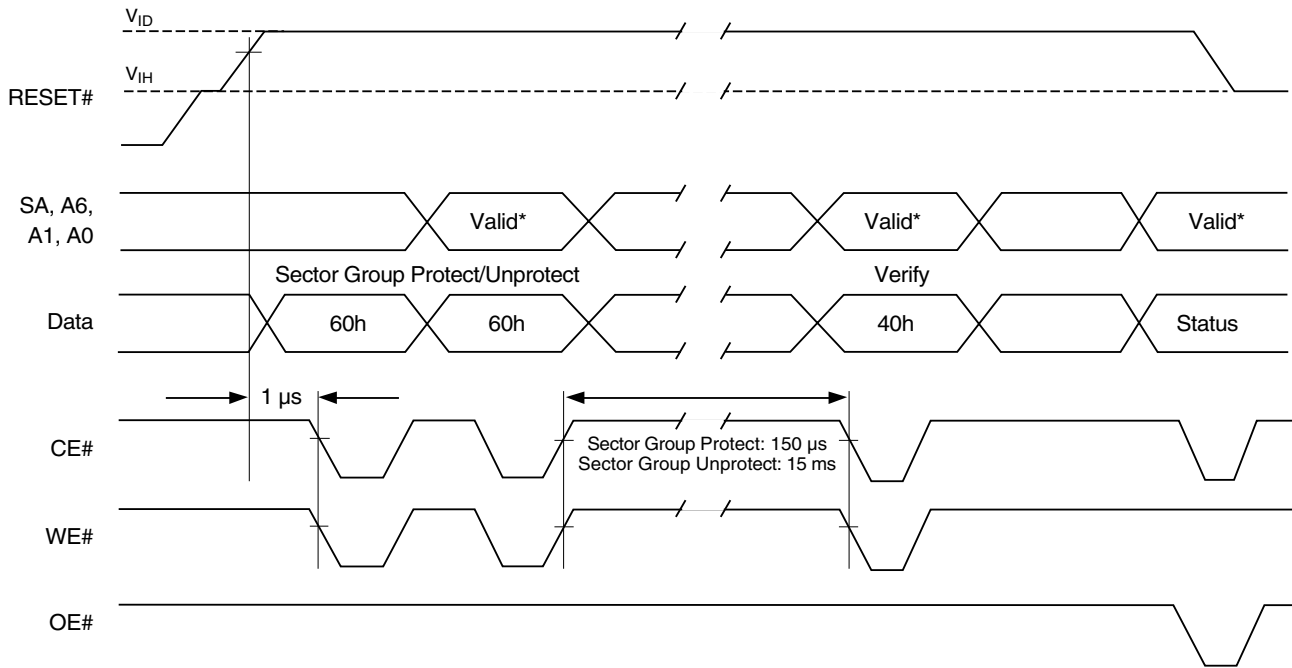 VID
VIH
RESET#
SA, A6,
A1, A0
Valid*
Valid*
Valid*
Sector Group Protect/Unprotect
Verify
Data
60h
60h
40h
Status
1 µs
CE#
Sector Group Protect: 150 µs
Sector Group Unprotect: 15 ms
WE#
OE#